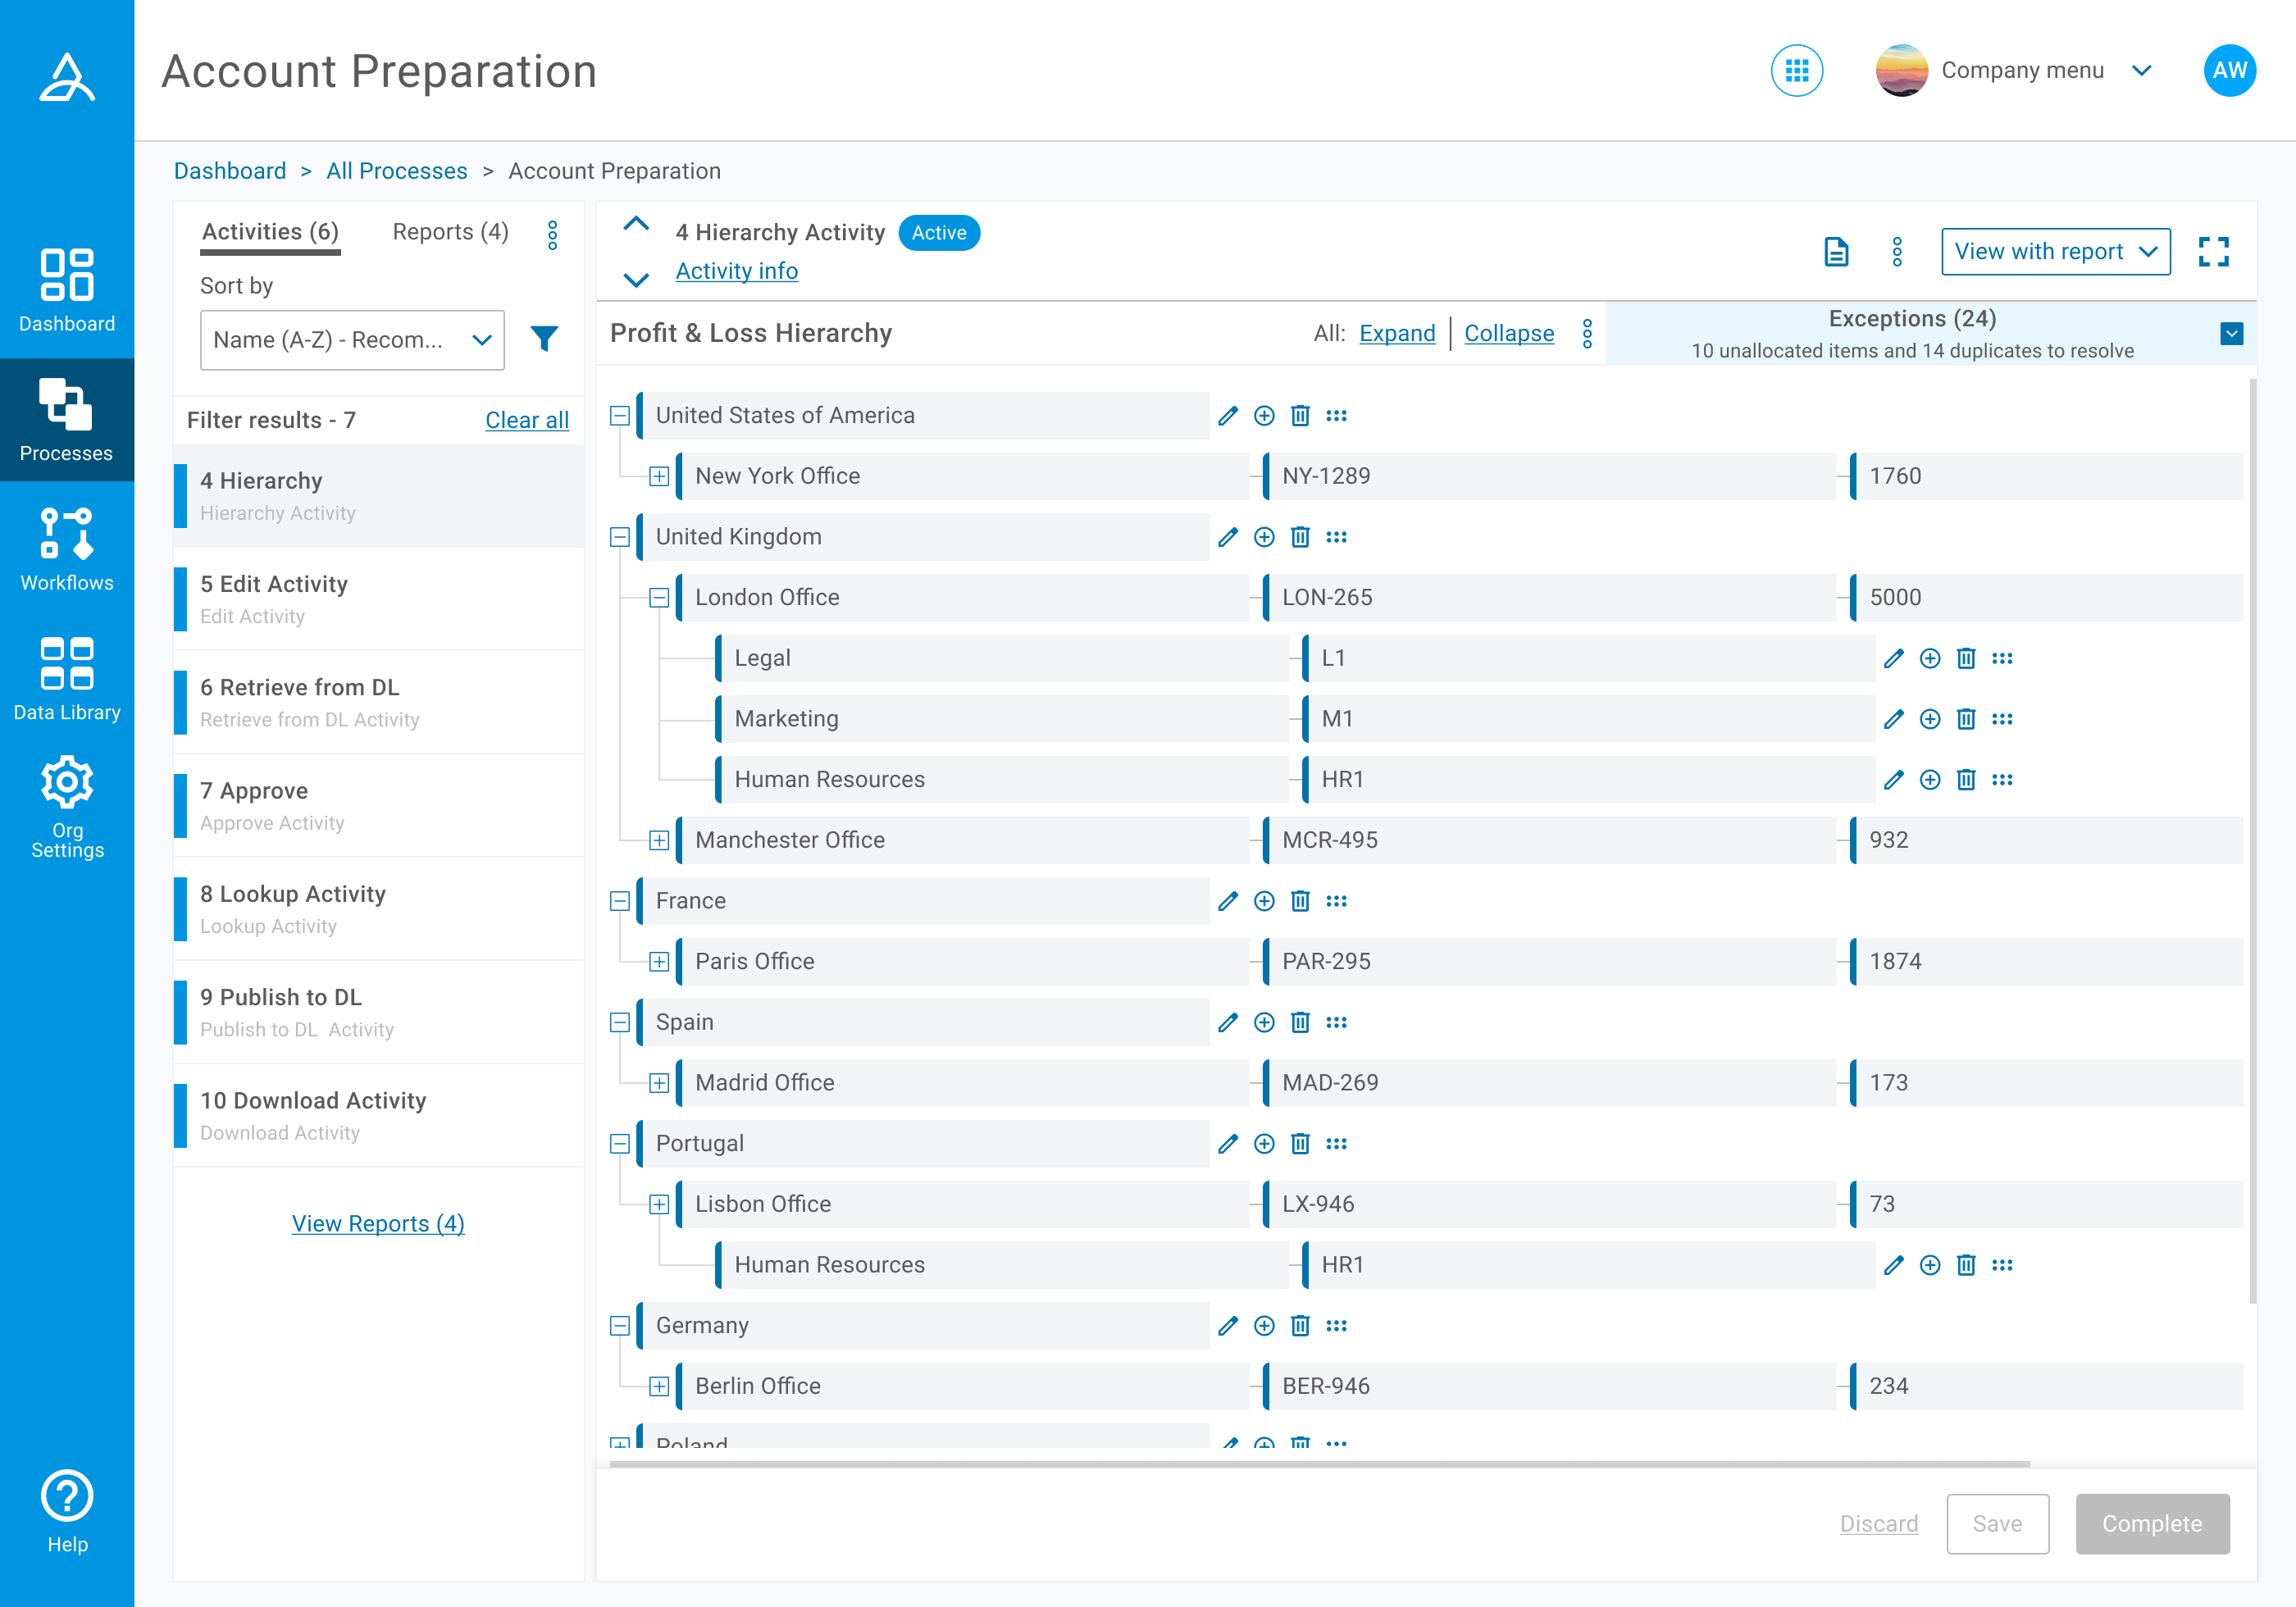 Account Preparation
Company menu
AW
Dashboard > All Processes > Account Preparation
Dashboard
Processes
Workflows
Data Library
Org
Settings
Help
Activities (6)
Reports (4)
Sort by
Name (A-Z) - Recom...
Filter results - 7
Clear all
4 Hierarchy
Hierarchy Activity
5 Edit Activity
Edit Activity
6 Retrieve from DL
Retrieve from DL Activity
7 Approve
Approve Activity
8 Lookup Activity
Lookup Activity
9 Publish to DL
Publish to DL  Activity
10 Download Activity
Download Activity
View Reports (4)
4 Hierarchy Activity
Active
Activity info
View with report
Profit & Loss Hierarchy
All: Expand | Collapse
Exceptions (24)
10 unallocated items and 14 duplicates to resolve
United States of America
New York Office NY-1289 1760
United Kingdom
London Office LON-265 5000
Legal L1
Marketing M1
Human Resources HR1
Manchester Office MCR-495 932
France
Paris Office PAR-295 1874
Spain
Madrid Office MAD-269 173
Portugal
Lisbon Office LX-946 73
Human Resources HR1
Germany
Berlin Office BER-946 234
Poland
Discard
Save
Complete